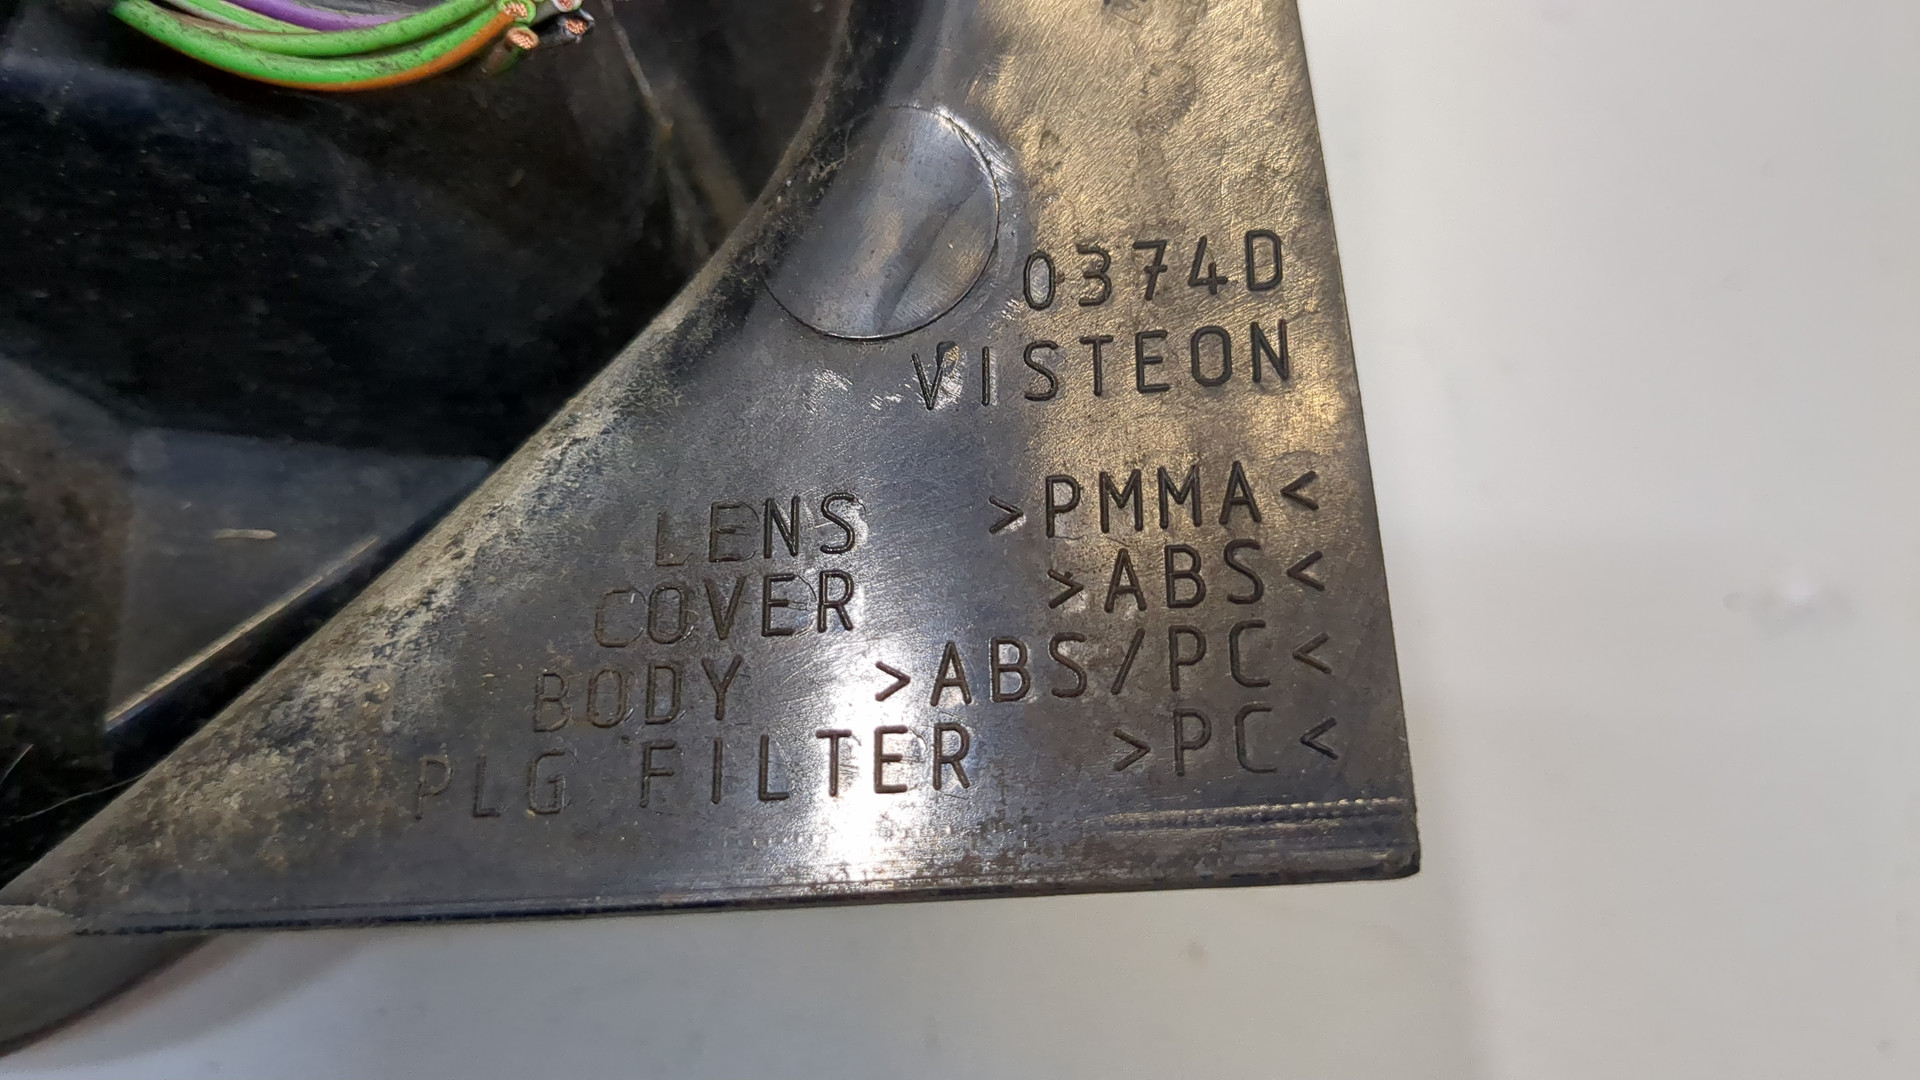 0374D
VISTEON
LENS >PMMA<
COVER >ABS<
BODY >ABS/PC<
PLG FILTER >PC<